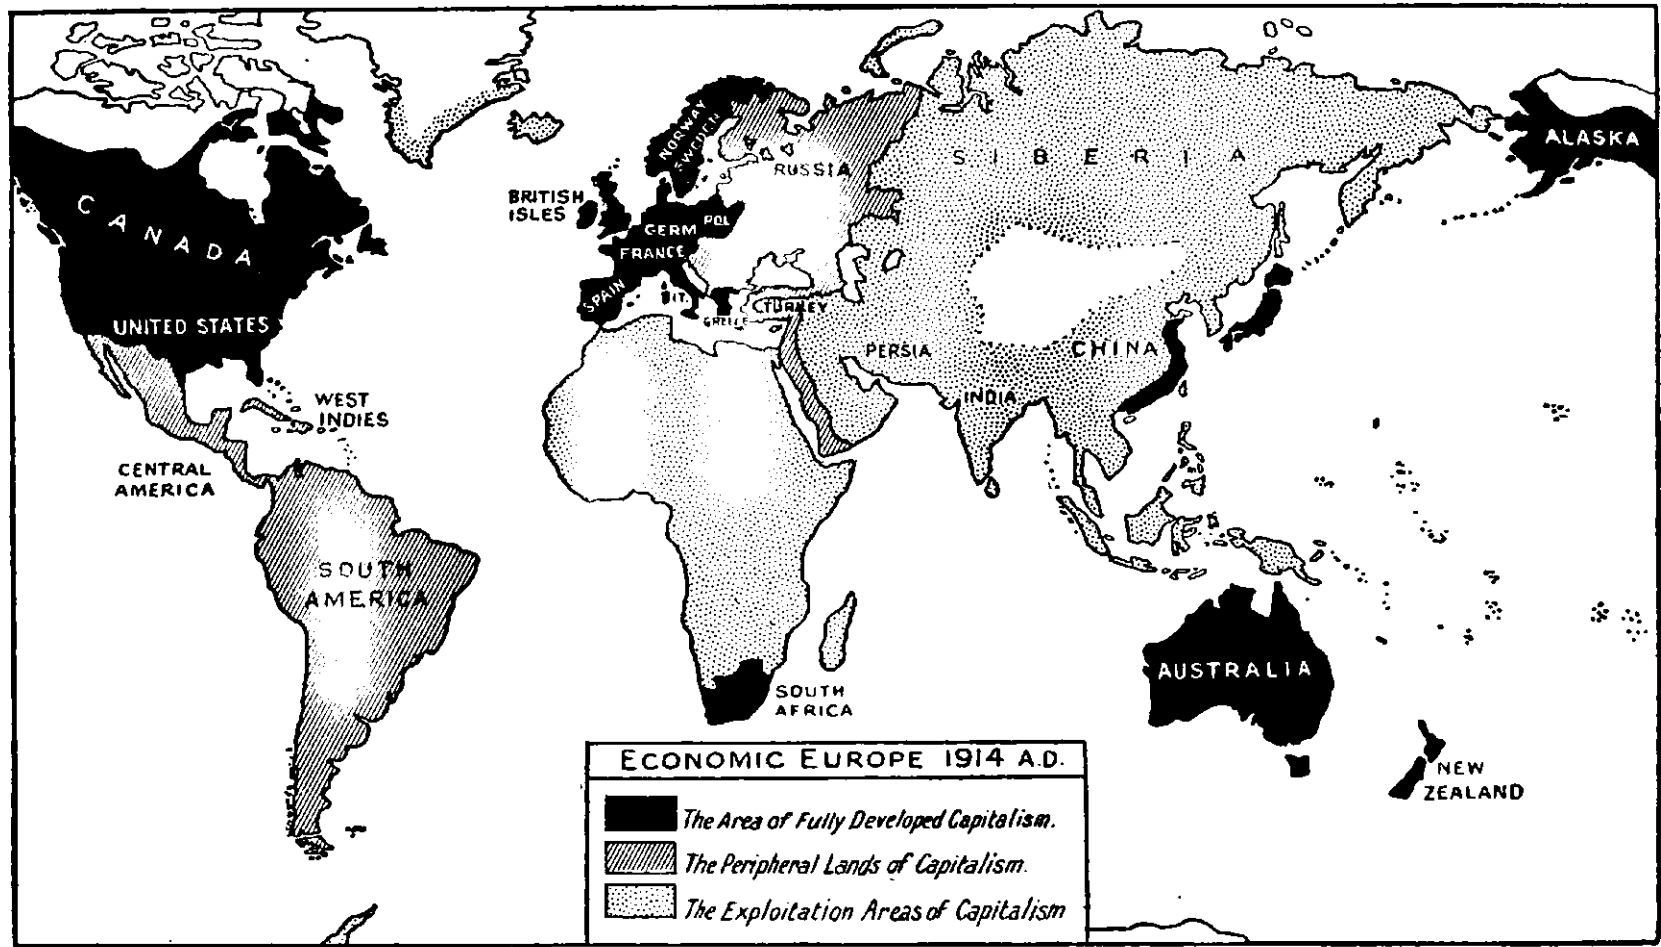 NORWAY
SWEDEN
ALASKA
SIBERIA
RUSSIA
BRITISH
ISLES
CANADA
POL
GERM
FRANCE
SPAIN
IT.
GREECE
TURKEY
UNITED STATES
PERSIA
CHINA
INDIA
WEST
INDIES
CENTRAL
AMERICA
SOUTH
AMERICA
AUSTRALIA
SOUTH
AFRICA
NEW
ZEALAND
ECONOMIC EUROPE 1914 A.D.
The Area of Fully Developed Capitalism.
The Peripheral Lands of Capitalism.
The Exploitation Areas of Capitalism